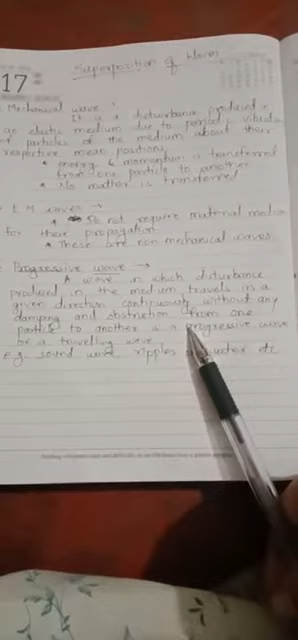 Superposition of Waves
17
Mechanical wave :
It is a disturbance produced in
an elastic medium due to periodic vibrations
of particles of the medium about their
respective mean positions.
• energy & momentum is transferred
from one particle to another
• No matter is transferred
E M waves →
• Do not require material medium
for their propagation
• These are non mechanical waves.
Progressive wave →
A wave in which disturbance
produced in the medium travels in a
given direction continuously without any
damping and obstruction from one
particle to another is a progressive wave
or a travelling wave
E.g. sound wave, ripples water etc